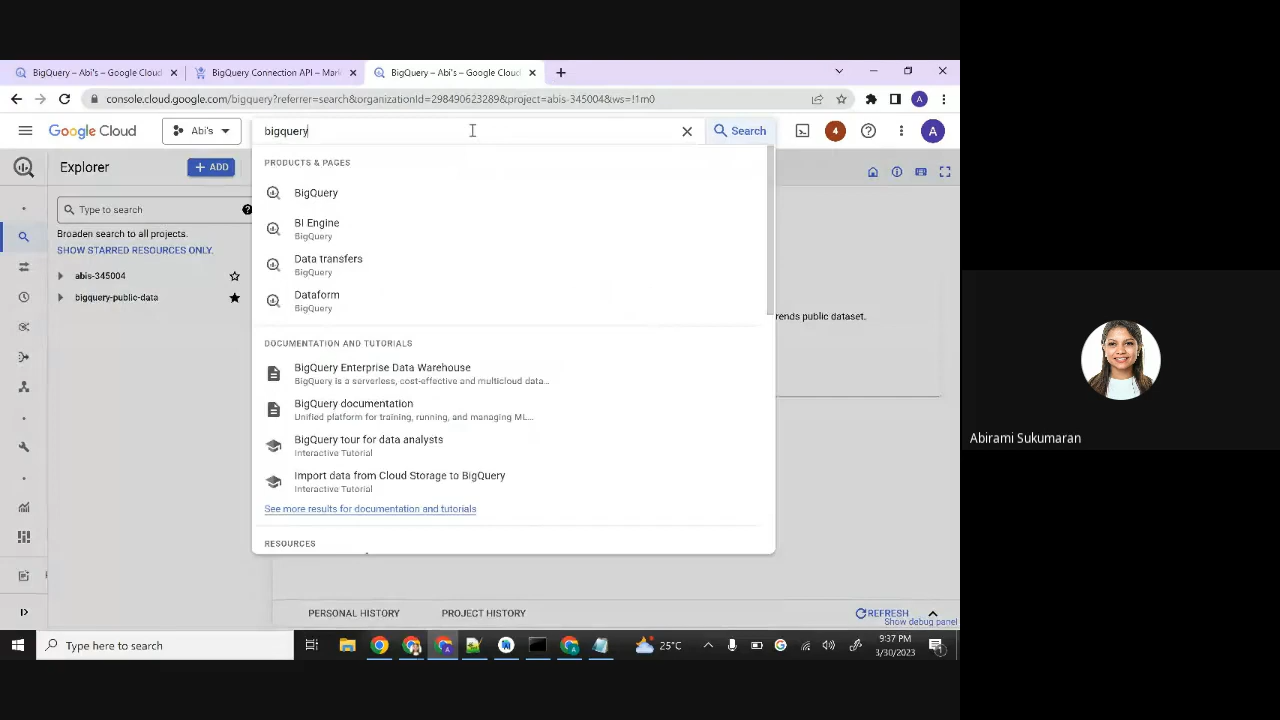 BigQuery – Abi's – Google Cloud
BigQuery Connection API – Mark
BigQuery – Abi's – Google Cloud
console.cloud.google.com/bigquery?referrer=search&organizationId=298490623289&project=abis-345004&ws=!1m0
A
Google Cloud
Abi's
bigquery
Search
4
A
Explorer
+ ADD
Type to search
Broaden search to all projects.
SHOW STARRED RESOURCES ONLY.
abis-345004
bigquery-public-data
PRODUCTS & PAGES
BigQuery
BI Engine
BigQuery
Data transfers
BigQuery
Dataform
BigQuery
DOCUMENTATION AND TUTORIALS
BigQuery Enterprise Data Warehouse
BigQuery is a serverless, cost-effective and multicloud data...
BigQuery documentation
Unified platform for training, running, and managing ML...
BigQuery tour for data analysts
Interactive Tutorial
Import data from Cloud Storage to BigQuery
Interactive Tutorial
See more results for documentation and tutorials
RESOURCES
rends public dataset.
PERSONAL HISTORY
PROJECT HISTORY
REFRESH
Show debug panel
Type here to search
25°C
9:37 PM
3/30/2023
1
Abirami Sukumaran